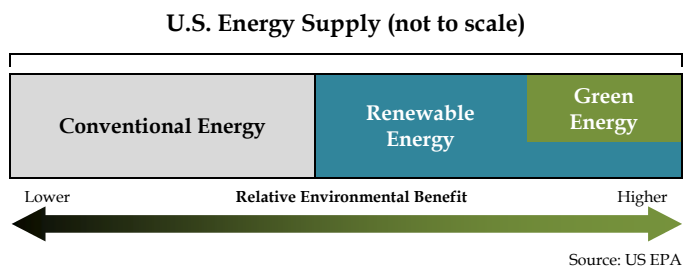 U.S. Energy Supply (not to scale)
Conventional Energy
Renewable
Energy
Green
Energy
Lower
Relative Environmental Benefit
Higher
Source: US EPA